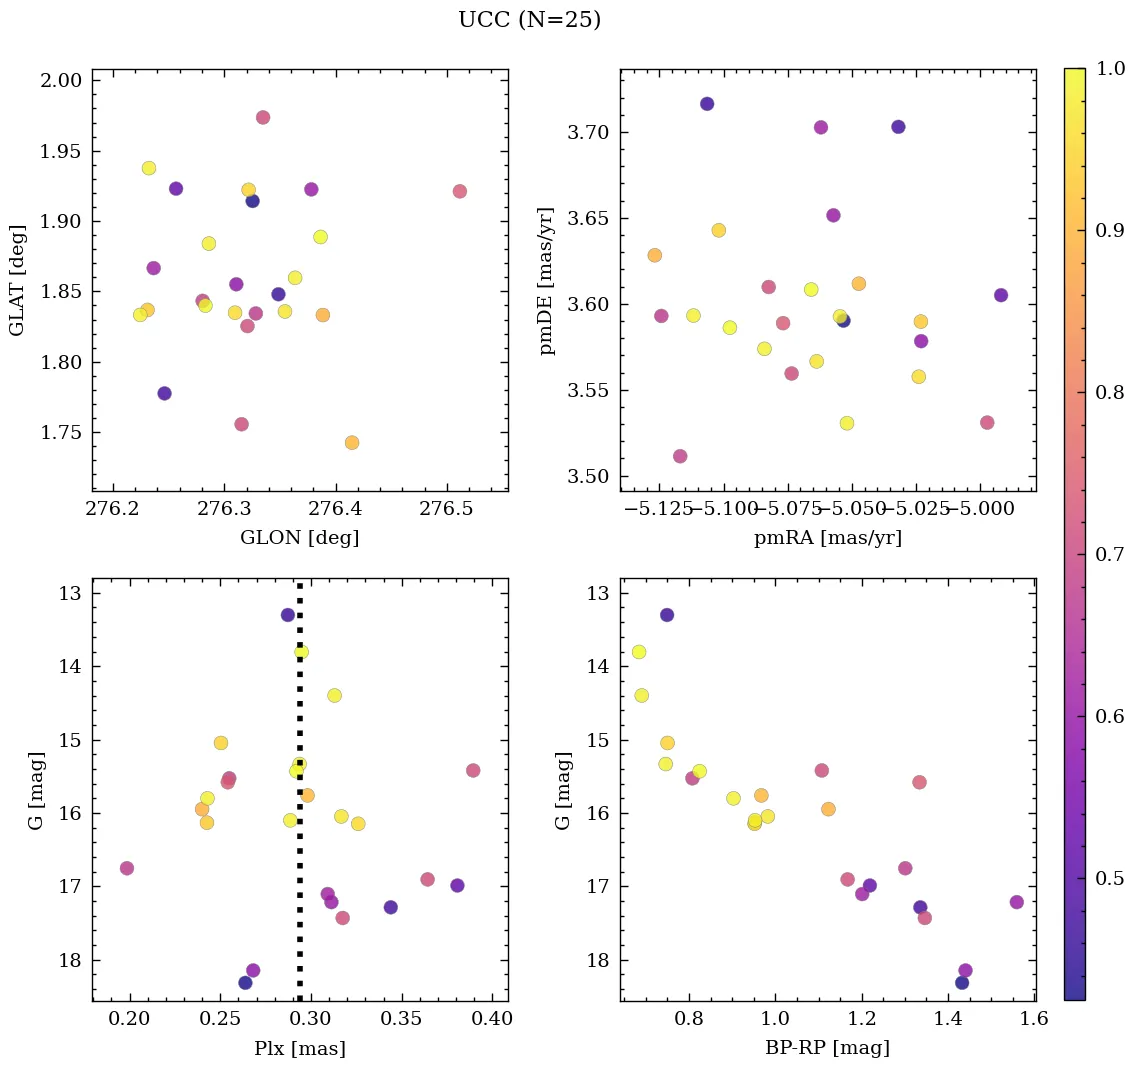 UCC (N=25)
2.00
1.95
1.90
1.85
1.80
1.75
GLAT [deg]
276.2 276.3 276.4 276.5
GLON [deg]
3.70
3.65
3.60
3.55
3.50
pmDE [mas/yr]
−5.125 −5.100 −5.075 −5.050 −5.025 −5.000
pmRA [mas/yr]
13
14
15
16
17
18
G [mag]
0.20 0.25 0.30 0.35 0.40
Plx [mas]
13
14
15
16
17
18
G [mag]
0.8 1.0 1.2 1.4 1.6
BP-RP [mag]
1.0
0.9
0.8
0.7
0.6
0.5